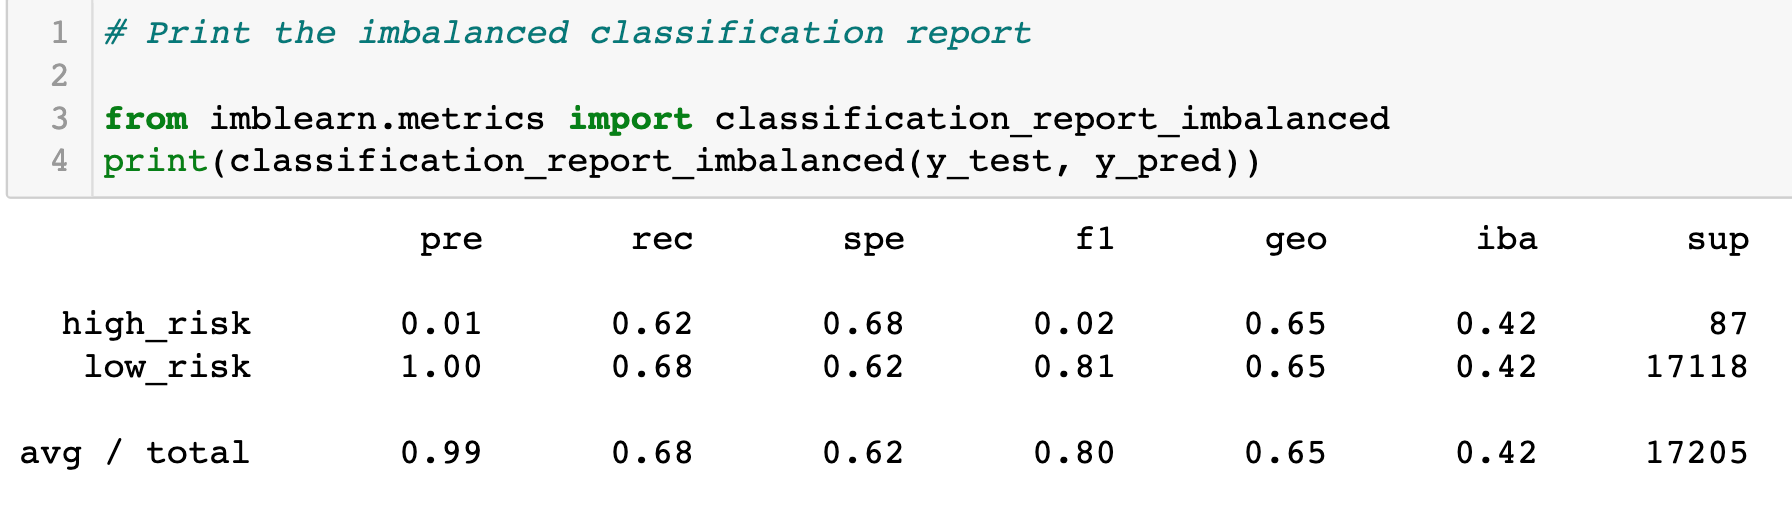 1 # Print the imbalanced classification report
2
3 from imblearn.metrics import classification_report_imbalanced
4 print(classification_report_imbalanced(y_test, y_pred))
pre rec spe f1 geo iba sup
high_risk 0.01 0.62 0.68 0.02 0.65 0.42 87
low_risk 1.00 0.68 0.62 0.81 0.65 0.42 17118
avg / total 0.99 0.68 0.62 0.80 0.65 0.42 17205